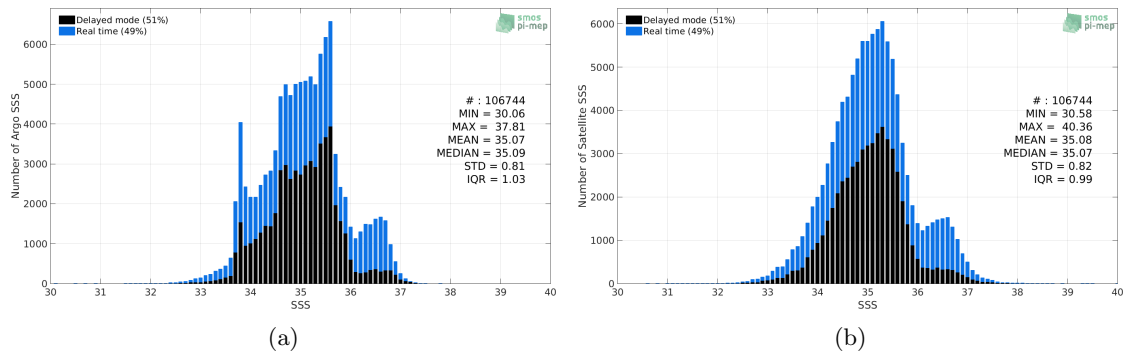 Delayed mode (51%)
Real time (49%)
smos
pi-mep
# : 106744
MIN = 30.06
MAX = 37.81
MEAN = 35.07
MEDIAN = 35.09
STD = 0.81
IQR = 1.03
Number of Argo SSS
6000
5000
4000
3000
2000
1000
0
30 32 33 34 35 36 37 38 39 40
SSS
(a)
Delayed mode (51%)
Real time (49%)
smos
pi-mep
# : 106744
MIN = 30.58
MAX = 40.36
MEAN = 35.08
MEDIAN = 35.07
STD = 0.82
IQR = 0.99
Number of Satellite SSS
6000
5000
4000
3000
2000
1000
0
30 31 32 33 34 35 36 37 38 39 40
SSS
(b)